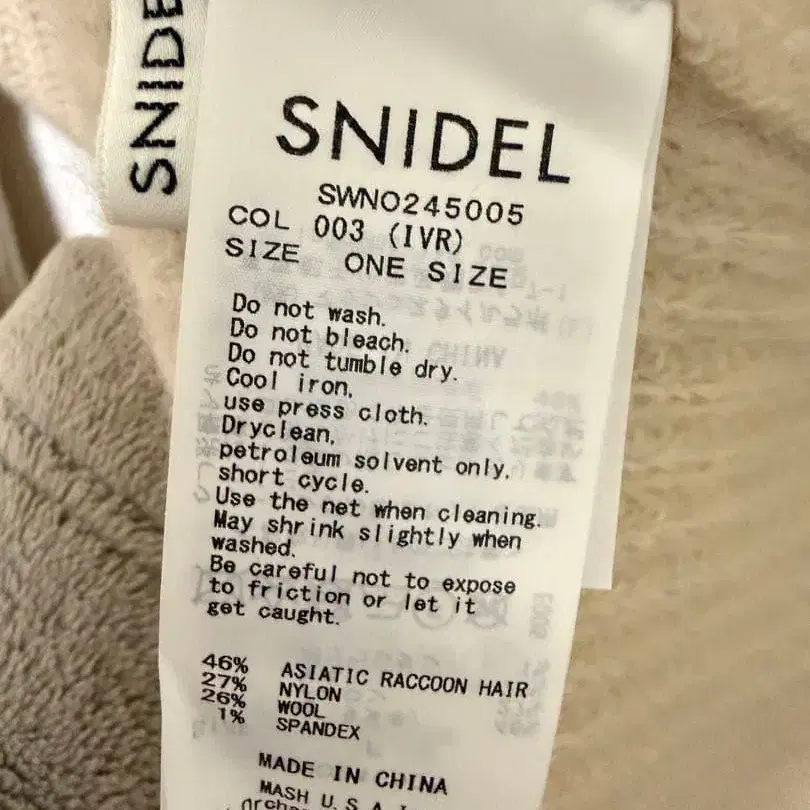 SNIDE
SNIDEL
SWNO245005
COL 003 (IVR)
SIZE ONE SIZE
Do not wash.
Do not bleach.
Do not tumble dry.
Cool iron,
use press cloth.
Dryclean,
petroleum solvent only,
short cycle.
Use the net when cleaning.
May shrink slightly when
washed.
Be careful not to expose
to friction or let it
get caught.
46% ASIATIC RACCOON HAIR
27% NYLON
26% WOOL
1% SPANDEX
MADE IN CHINA
MASH U.S.A